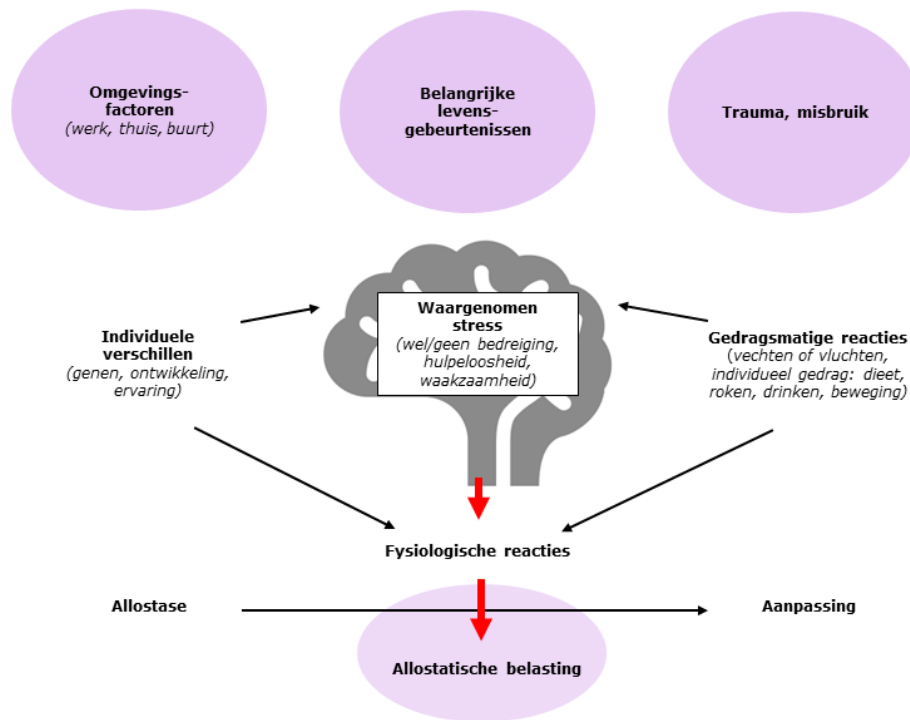 Omgevings-
factoren
(werk, thuis, buurt)
Belangrijke
levens-
gebeurtenissen
Trauma, misbruik
Waargenomen
stress
(wel/geen bedreiging,
hulpeloosheid,
waakzaamheid)
Individuele
verschillen
(genen, ontwikkeling,
ervaring)
Gedragsmatige reacties
(vechten of vluchten,
individueel gedrag: dieet,
roken, drinken, beweging)
Fysiologische reacties
Allostase
Aanpassing
Allostatische belasting